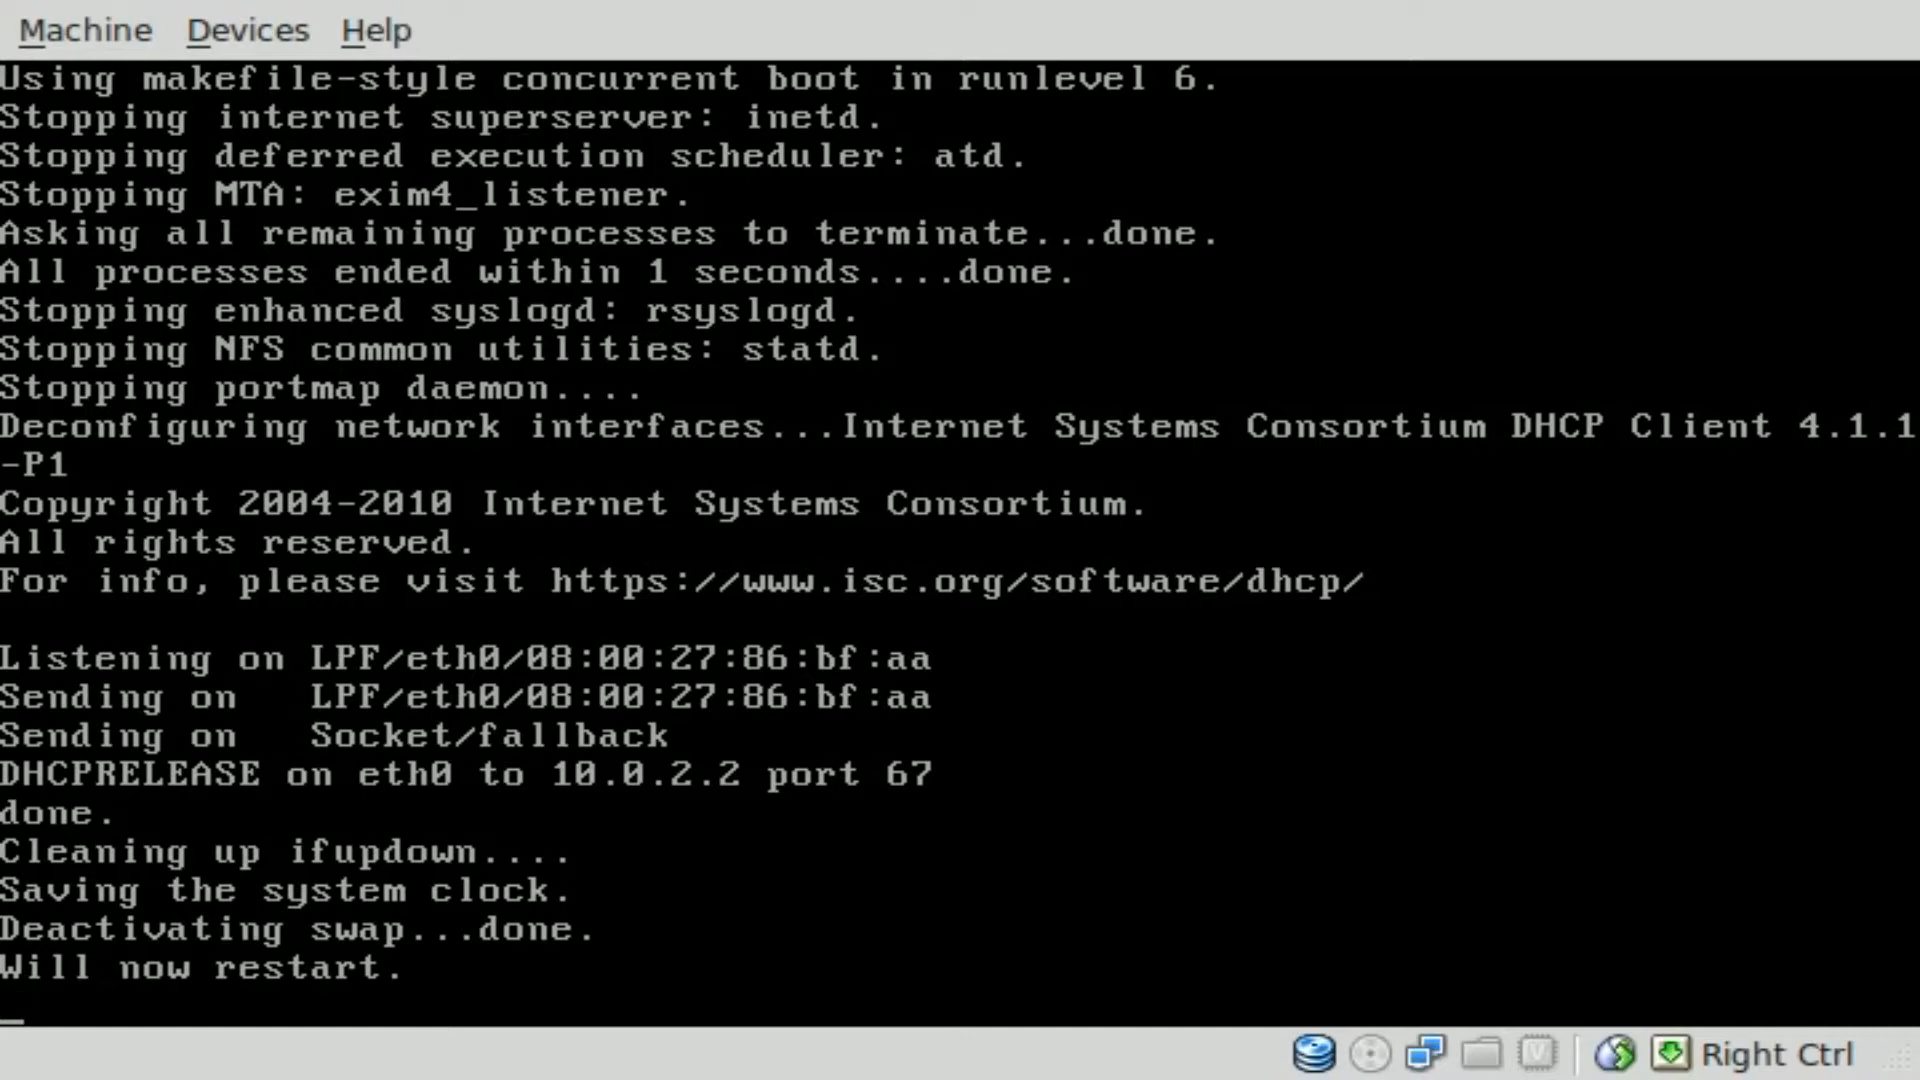 Machine Devices Help
Using makefile-style concurrent boot in runlevel 6.
Stopping internet superserver: inetd.
Stopping deferred execution scheduler: atd.
Stopping MTA: exim4_listener.
Asking all remaining processes to terminate...done.
All processes ended within 1 seconds....done.
Stopping enhanced syslogd: rsyslogd.
Stopping NFS common utilities: statd.
Stopping portmap daemon....
Deconfiguring network interfaces...Internet Systems Consortium DHCP Client 4.1.1
-P1
Copyright 2004-2010 Internet Systems Consortium.
All rights reserved.
For info, please visit https://www.isc.org/software/dhcp/
Listening on LPF/eth0/08:00:27:86:bf:aa
Sending on   LPF/eth0/08:00:27:86:bf:aa
Sending on   Socket/fallback
DHCPRELEASE on eth0 to 10.0.2.2 port 67
done.
Cleaning up ifupdown....
Saving the system clock.
Deactivating swap...done.
Will now restart.
Right Ctrl